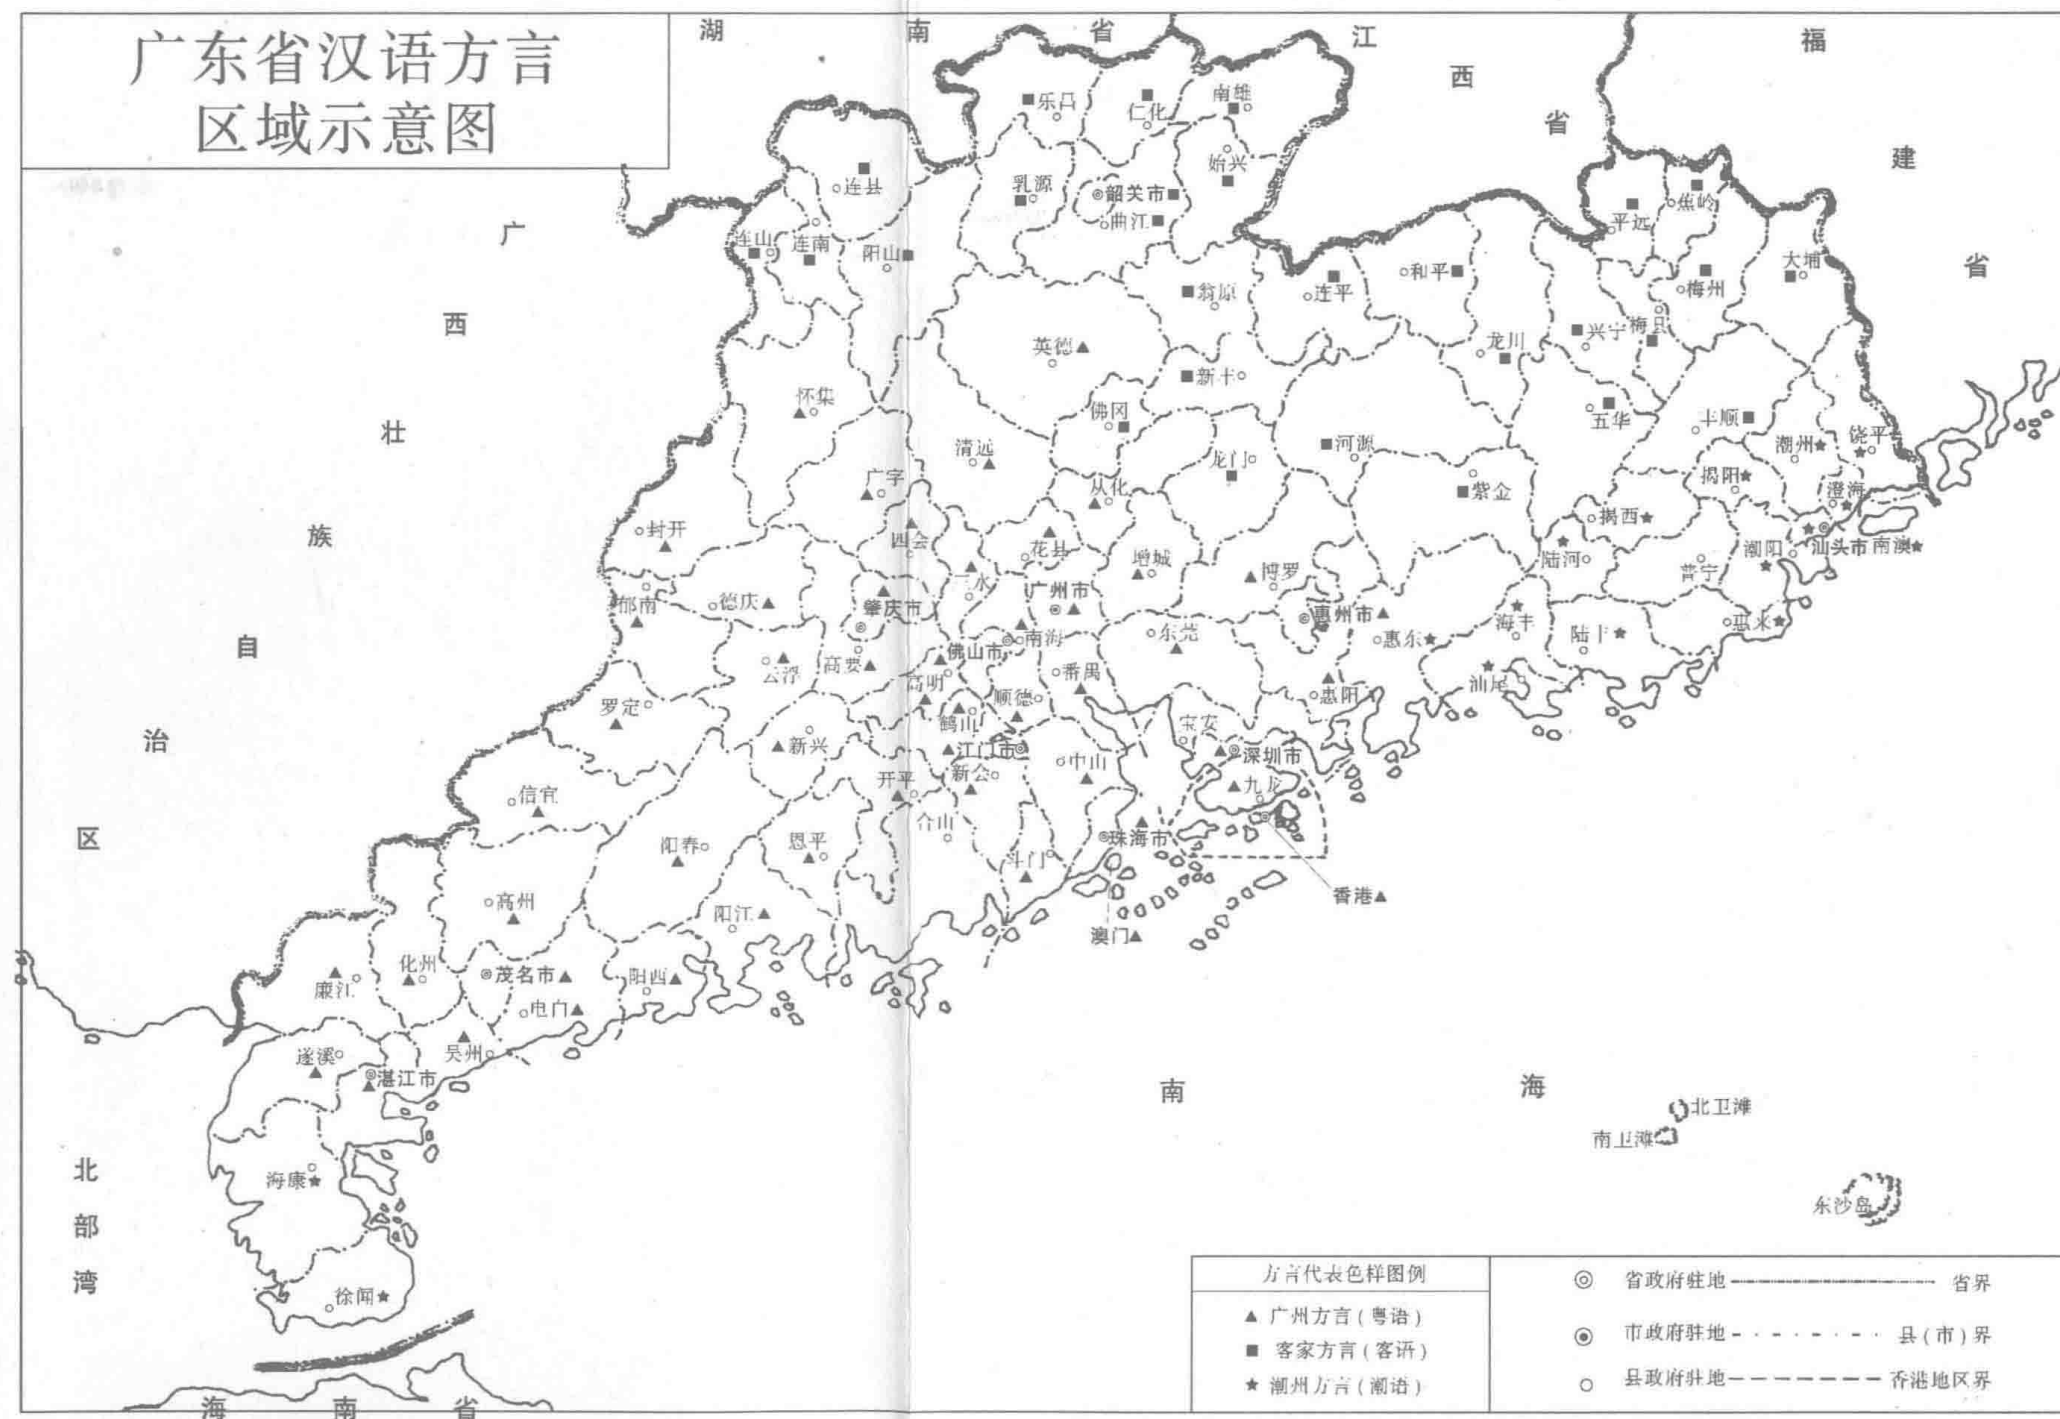 广东省汉语方言
区域示意图
湖 南 省
江 西 省
福 建 省
广 西 壮 族 自 治 区
北部湾
海 南 省
南 海
乐昌
仁化
南雄
始兴
连县
乳源
韶关市
曲江
连山
连南
阳山
翁原
连平
和平
平远
蕉岭
梅州
大埔
英德
新丰
龙川
兴宁
梅县
怀集
佛冈
五华
丰顺
潮州
饶平
清远
龙门
河源
揭阳
广宁
从化
紫金
澄海
封开
四会
花县
增城
揭西
陆河
潮阳
汕头市
南澳
三水
博罗
普宁
郁南
德庆
肇庆市
广州市
惠州市
海丰
陆丰
惠来
佛山市
南海
东莞
惠东
云浮
高要
高明
番禺
顺德
惠阳
汕尾
罗定
鹤山
宝安
新兴
江门市
深圳市
开平
新会
中山
九龙
信宜
台山
珠海市
阳春
恩平
斗门
香港
高州
阳江
澳门
化州
茂名市
阳西
廉江
电白
遂溪
吴川
湛江市
海康
徐闻
北卫滩
南卫滩
东沙岛
方言代表色样图例
▲ 广州方言(粤语)
■ 客家方言(客语)
★ 潮州方言(潮语)
省政府驻地
省界
市政府驻地
县(市)界
县政府驻地
香港地区界